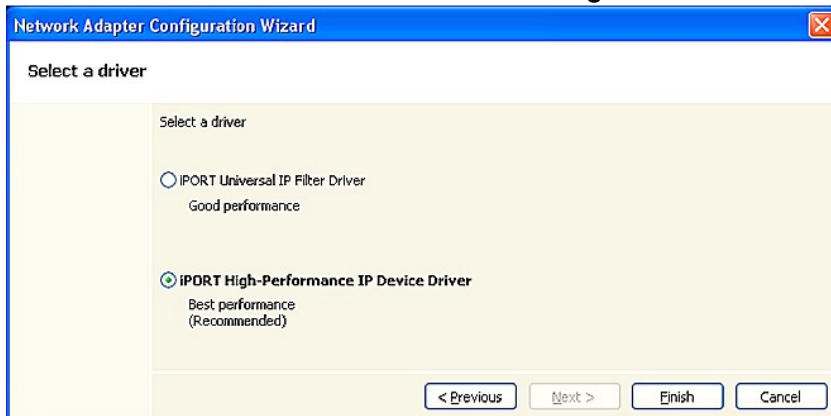 Network Adapter Configuration Wizard
Select a driver
Select a driver
iPORT Universal IP Filter Driver
Good performance
iPORT High-Performance IP Device Driver
Best performance
(Recommended)
< Previous Next > Finish Cancel